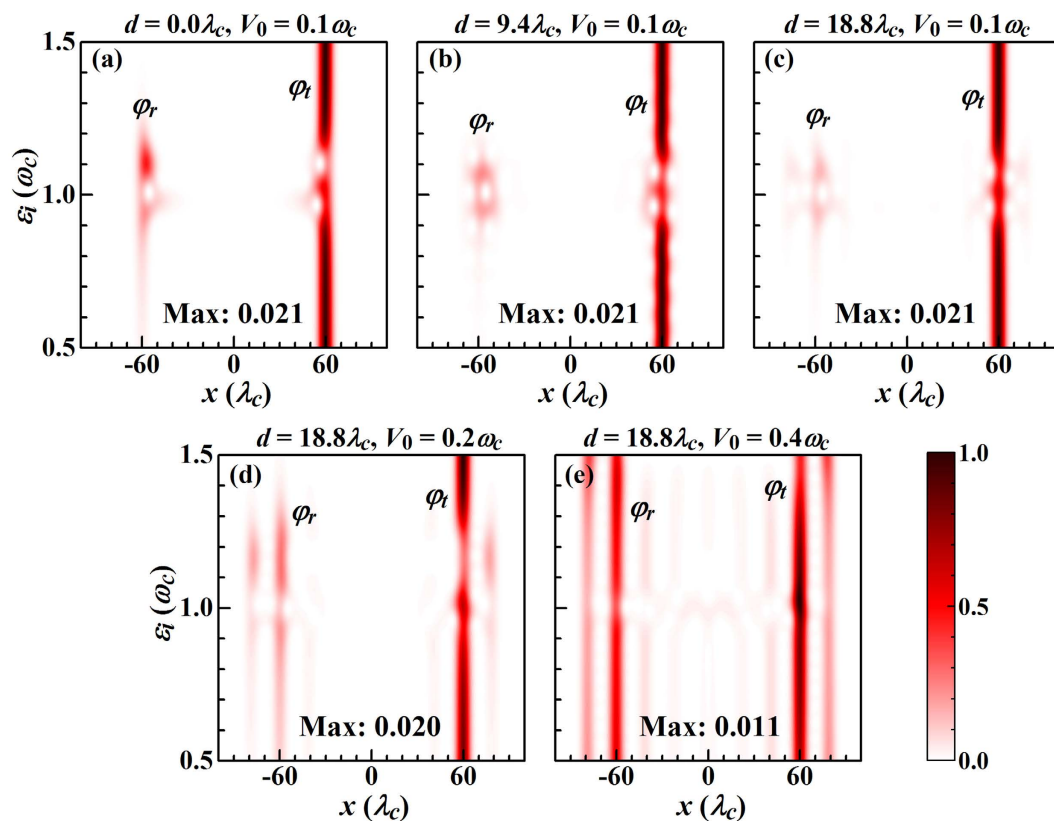 d = 0.0λc, V0 = 0.1ωc
d = 9.4λc, V0 = 0.1ωc
d = 18.8λc, V0 = 0.1ωc
1.5
1.0
0.5
εi (ωc)
(a)
φr
φt
Max: 0.021
-60 0 60
x (λc)
(b)
φr
φt
Max: 0.021
-60 0 60
x (λc)
(c)
φr
φt
Max: 0.021
-60 0 60
x (λc)
d = 18.8λc, V0 = 0.2ωc
d = 18.8λc, V0 = 0.4ωc
1.5
1.0
0.5
εi (ωc)
(d)
φr
φt
Max: 0.020
-60 0 60
x (λc)
(e)
φr
φt
Max: 0.011
-60 0 60
x (λc)
1.0
0.5
0.0